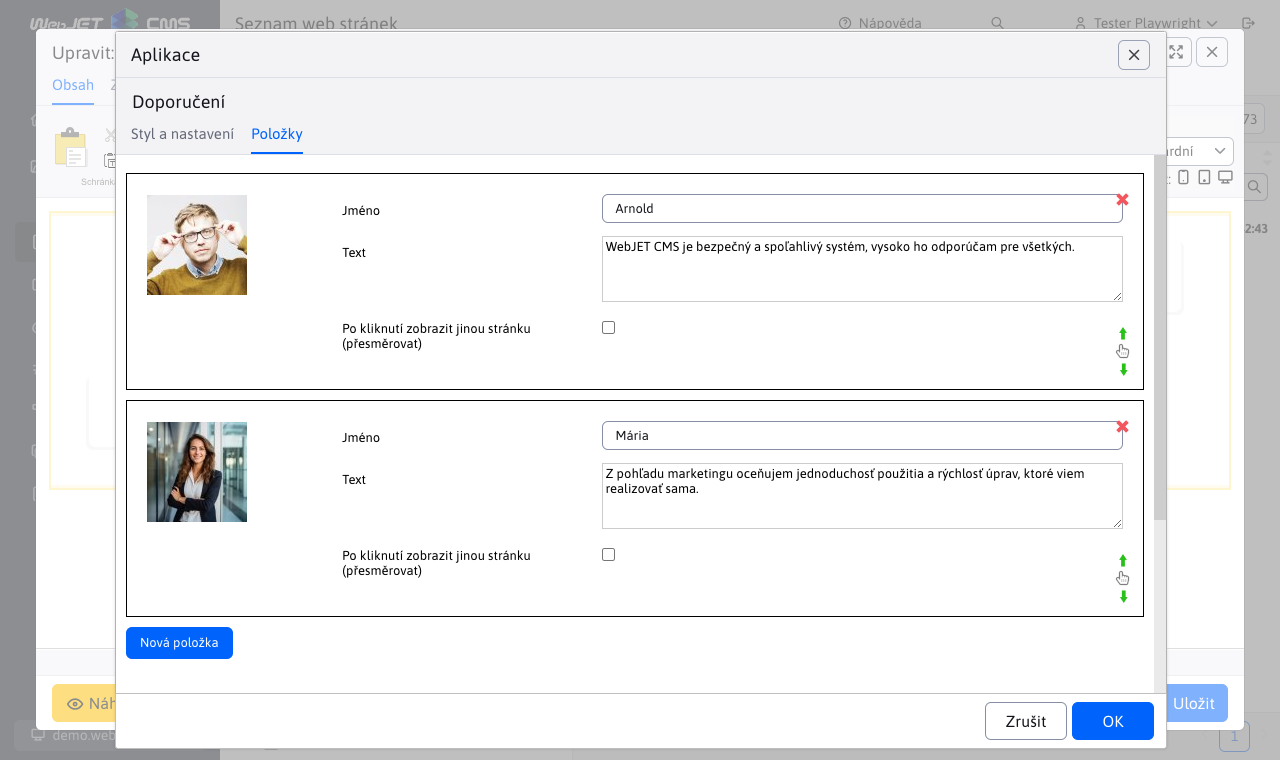 WebJET CMS
Seznam web stránek
Nápověda
Tester Playwright
Upravit:
Aplikace
Obsah
Doporučení
Styl a nastavení
Položky
73
ardní
Schránka
2:43
Jméno
Arnold
Text
WebJET CMS je bezpečný a spoľahlivý systém, vysoko ho odporúčam pre všetkých.
Po kliknutí zobrazit jinou stránku
(přesměrovat)
Jméno
Mária
Text
Z pohľadu marketingu oceňujem jednoduchosť použitia a rýchlosť úprav, ktoré viem
realizovať sama.
Po kliknutí zobrazit jinou stránku
(přesměrovat)
Nová položka
Náh
Uložit
Zrušit
OK
demo.web
1